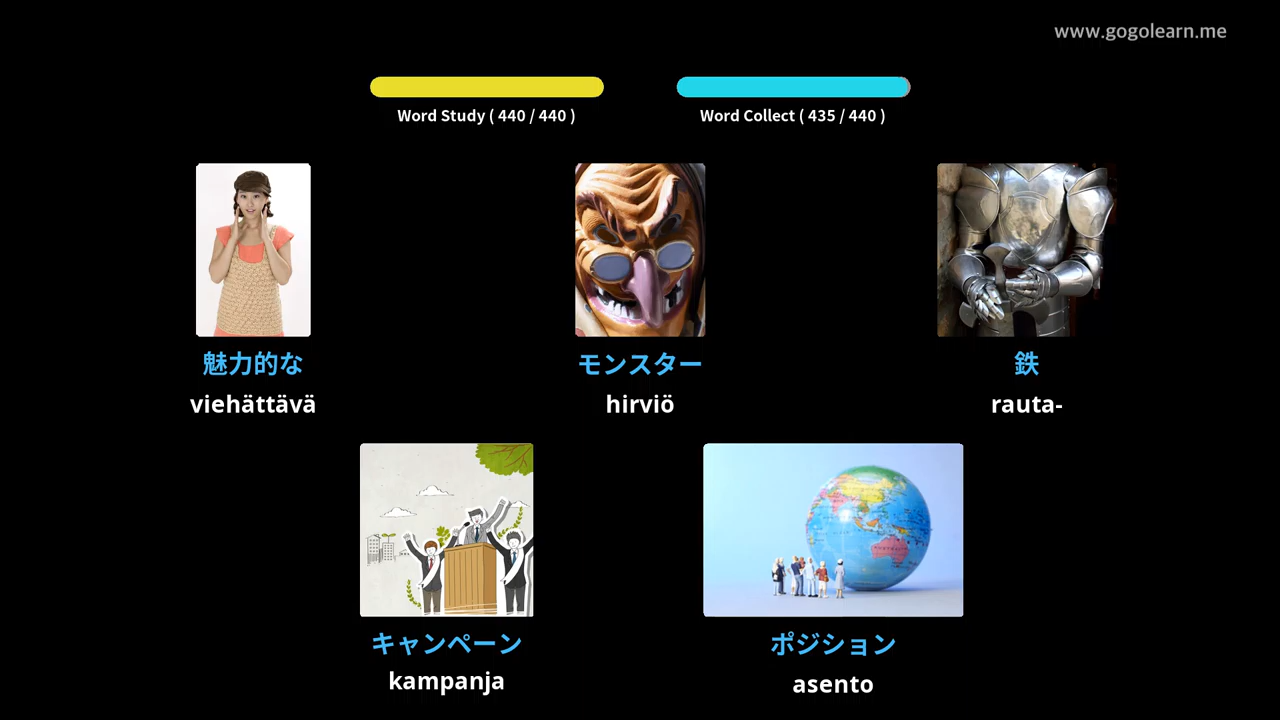 www.gogolearn.me
Word Study ( 440 / 440 )
Word Collect ( 435 / 440 )
魅力的な
モンスター
鉄
viehättävä
hirviö
rauta-
キャンペーン
ポジション
kampanja
asento